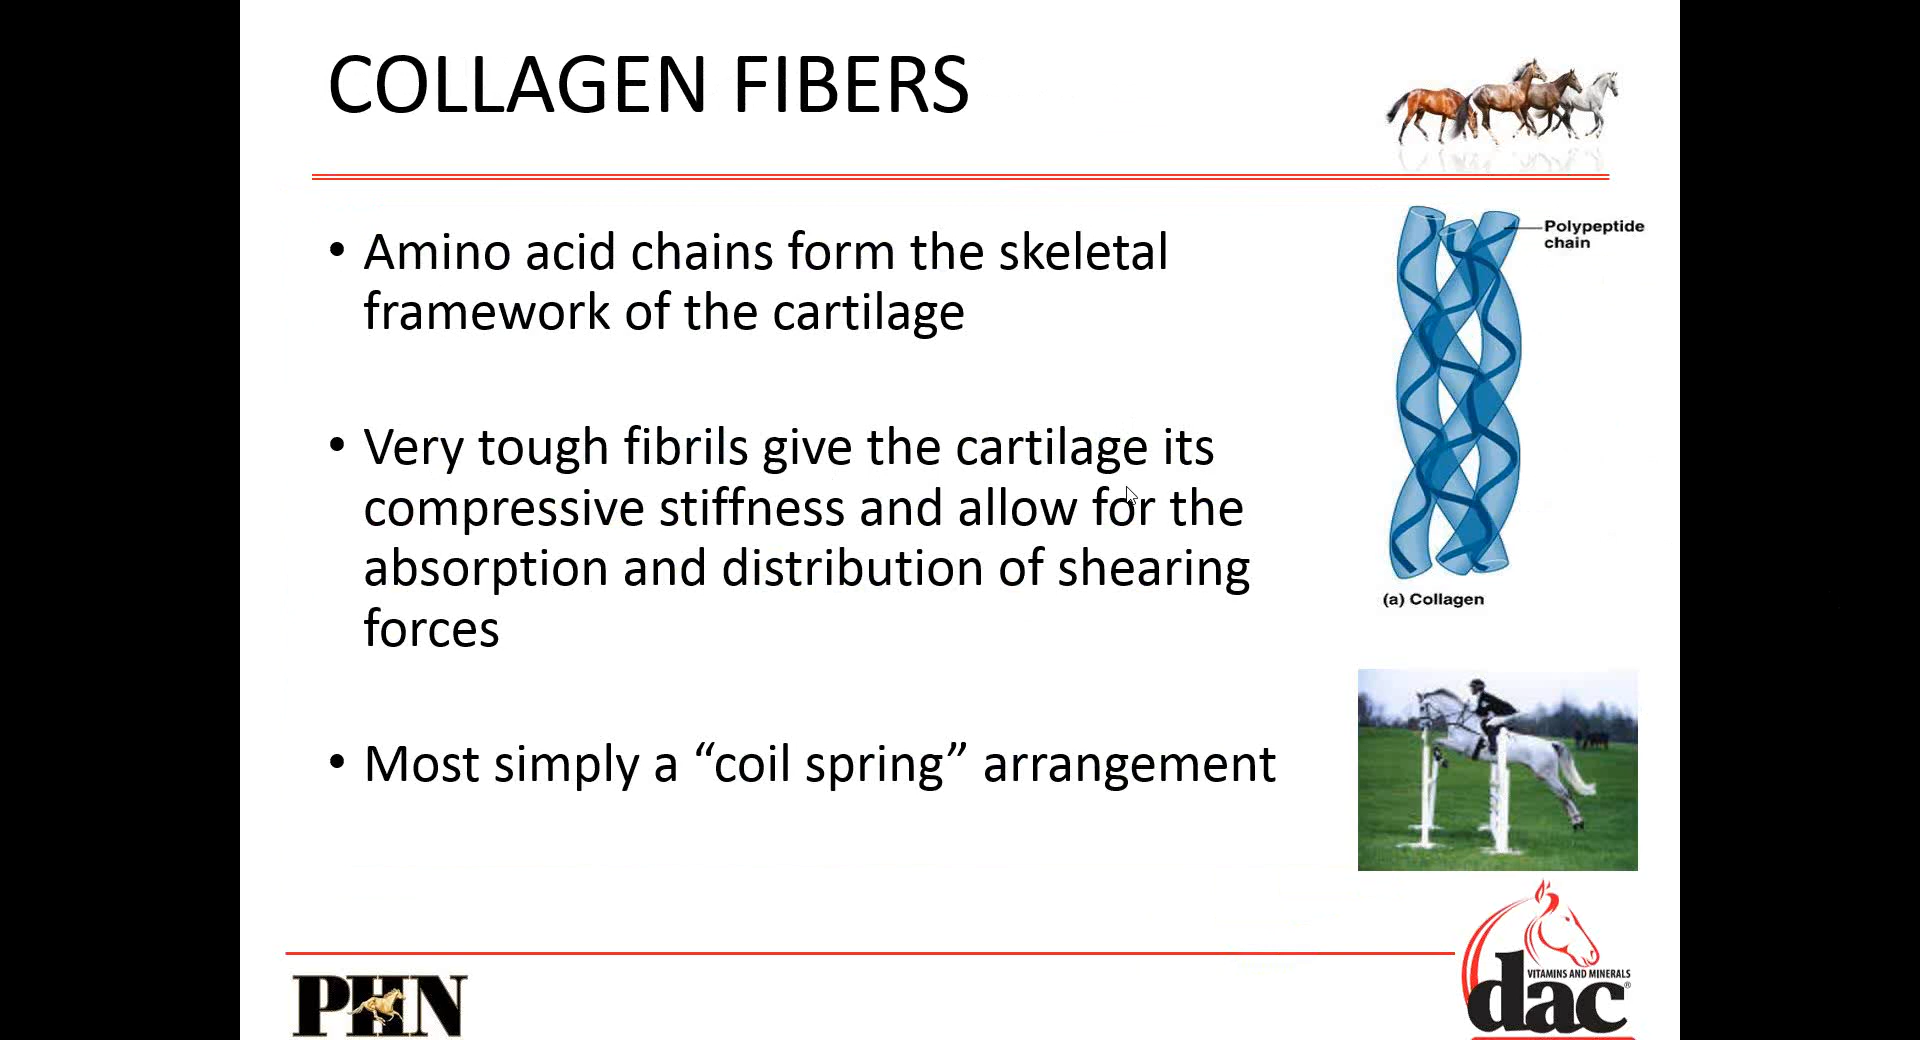 COLLAGEN FIBERS
• Amino acid chains form the skeletal
framework of the cartilage
• Very tough fibrils give the cartilage its
compressive stiffness and allow for the
absorption and distribution of shearing
forces
• Most simply a “coil spring” arrangement
Polypeptide
chain
(a) Collagen
PHN
VITAMINS AND MINERALS
dac®